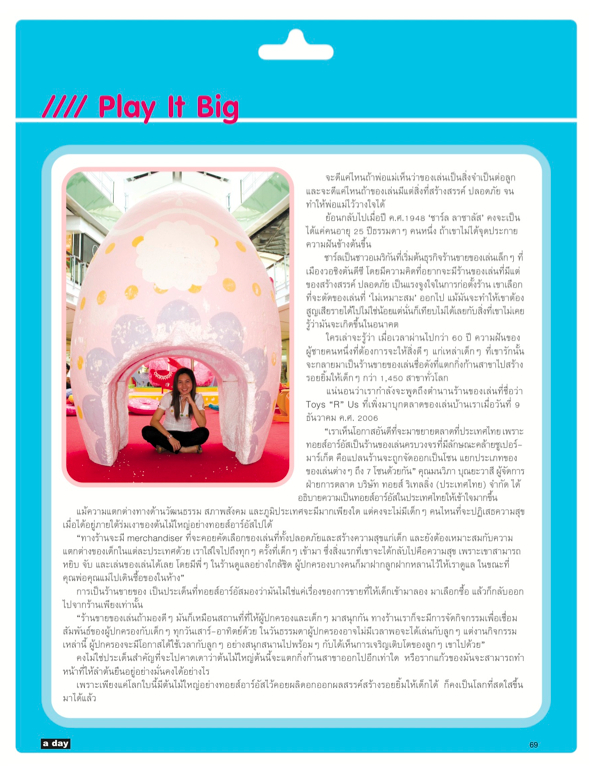 //// Play It Big
จะดีแค่ไหนถ้าพ่อแม่เห็นว่าของเล่นเป็นสิ่งจำเป็นต่อลูก
และจะดีแค่ไหนถ้าของเล่นมีแต่สิ่งที่สร้างสรรค์ ปลอดภัย จน
ทำให้พ่อแม่ไว้วางใจได้
ย้อนกลับไปเมื่อปี ค.ศ.1948 ‘ชาร์ล ลาซารัส’ คงจะเป็น
ได้แค่คนอายุ 25 ปีธรรมดาๆ คนหนึ่ง ถ้าเขาไม่ได้จุดประกาย
ความฝันข้างต้นขึ้น
ชาร์ลเป็นชาวอเมริกันที่เริ่มต้นธุรกิจร้านขายของเล่นเล็กๆ ที่
เมืองวอชิงตันดีซี โดยมีความคิดที่อยากจะมีร้านของเล่นที่มีแต่
ของสร้างสรรค์ ปลอดภัย เป็นแรงจูงใจในการก่อตั้งร้าน เขาเลือก
ที่จะตัดของเล่นที่ ‘ไม่เหมาะสม’ ออกไป แม้มันจะทำให้เขาต้อง
สูญเสียรายได้ไปไม่ใช่น้อยแต่นั่นก็เทียบไม่ได้เลยกับสิ่งที่เขาไม่เคย
รู้ว่ามันจะเกิดขึ้นในอนาคต
ใครเล่าจะรู้ว่า เมื่อเวลาผ่านไปกว่า 60 ปี ความฝันของ
ผู้ชายคนหนึ่งที่ต้องการจะให้สิ่งดีๆ แก่เหล่าเด็กๆ ที่เขารักนั้น
จะกลายมาเป็นร้านขายของเล่นชื่อดังที่แตกกิ่งก้านสาขาไปสร้าง
รอยยิ้มให้เด็กๆ กว่า 1,450 สาขาทั่วโลก
แน่นอนว่าเรากำลังจะพูดถึงตำนานร้านของเล่นที่ชื่อว่า
Toys “R” Us ที่เพิ่งมาบุกตลาดของเล่นบ้านเราเมื่อวันที่ 9
ธันวาคม ค.ศ. 2006
“เราเห็นโอกาสอันดีที่จะมาขยายตลาดที่ประเทศไทย เพราะ
ทอยส์อาร์อัสเป็นร้านของเล่นครบวงจรที่มีลักษณะคล้ายซูเปอร์-
มาร์เก็ต คือแปลนร้านจะถูกจัดออกเป็นโซน แยกประเภทของ
ของเล่นต่างๆ ถึง 7 โซนด้วยกัน” คุณมนวิภา บุณยะวาสี ผู้จัดการ
ฝ่ายการตลาด บริษัท ทอยส์ รีเทลลิ่ง (ประเทศไทย) จำกัด ได้
อธิบายความเป็นทอยส์อาร์อัสในประเทศไทยให้เข้าใจมากขึ้น
แม้ความแตกต่างทางด้านวัฒนธรรม สภาพสังคม และภูมิประเทศจะมีมากเพียงใด แต่คงจะไม่มีเด็กๆ คนไหนที่จะปฏิเสธความสุข
เมื่อได้อยู่ภายใต้ร่มเงาของต้นไม้ใหญ่อย่างทอยส์อาร์อัสไปได้
“ทางร้านจะมี merchandiser ที่จะคอยคัดเลือกของเล่นที่ทั้งปลอดภัยและสร้างความสุขแก่เด็ก และยังต้องเหมาะสมกับความ
แตกต่างของเด็กในแต่ละประเทศด้วย เราใส่ใจไปถึงทุกๆ ครั้งที่เด็กๆ เข้ามา ซึ่งสิ่งแรกที่เขาจะได้กลับไปคือความสุข เพราะเขาสามารถ
หยิบ จับ และเล่นของเล่นได้เลย โดยมีพี่ๆ ในร้านดูแลอย่างใกล้ชิด ผู้ปกครองบางคนก็มาฝากลูกฝากหลานไว้ให้เราดูแล ในขณะที่
คุณพ่อคุณแม่ไปเดินซื้อของในห้าง”
การเป็นร้านขายของ เป็นประเด็นที่ทอยส์อาร์อัสมองว่ามันไม่ใช่แค่เรื่องของการขายที่ให้เด็กเข้ามาลอง มาเลือกซื้อ แล้วก็กลับออก
ไปจากร้านเพียงเท่านั้น
“ร้านขายของเล่นถ้ามองดีๆ มันก็เหมือนสถานที่ที่ให้ผู้ปกครองและเด็กๆ มาสนุกกัน ทางร้านเราก็จะมีการจัดกิจกรรมเพื่อเชื่อม
สัมพันธ์ของผู้ปกครองกับเด็กๆ ทุกวันเสาร์-อาทิตย์ด้วย ในวันธรรมดาผู้ปกครองอาจไม่มีเวลาพอจะได้เล่นกับลูกๆ แต่งานกิจกรรม
เหล่านี้ ผู้ปกครองจะมีโอกาสได้ใช้เวลากับลูกๆ อย่างสนุกสนานไปพร้อมๆ กับได้เห็นการเจริญเติบโตของลูกๆ เขาไปด้วย”
คงไม่ใช่ประเด็นสำคัญที่จะไปคาดเดาว่าต้นไม้ใหญ่ต้นนี้จะแตกกิ่งก้านสาขาออกไปอีกเท่าใด หรือรากแก้วของมันจะสามารถทำ
หน้าที่ให้ลำต้นยืนอยู่อย่างมั่นคงได้อย่างไร
เพราะเพียงแค่โลกใบนี้มีต้นไม้ใหญ่อย่างทอยส์อาร์อัสไว้คอยผลิดอกออกผลสรรค์สร้างรอยยิ้มให้เด็กได้ ก็คงเป็นโลกที่สดใสขึ้น
มาได้แล้ว
a day
69